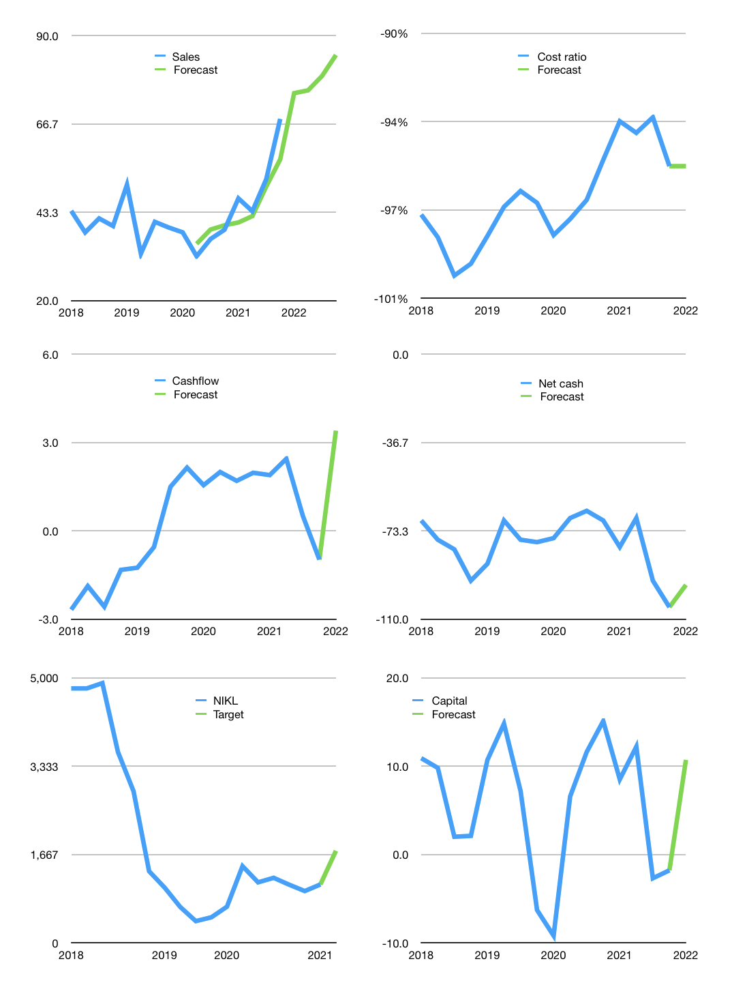 90.0
Sales
Forecast
66.7
43.3
20.0
2018 2019 2020 2021 2022
-90%
Cost ratio
Forecast
-94%
-97%
-101%
2018 2019 2020 2021 2022
6.0
Cashflow
Forecast
3.0
0.0
-3.0
2018 2019 2020 2021 2022
0.0
Net cash
Forecast
-36.7
-73.3
-110.0
2018 2019 2020 2021 2022
5,000
NIKL
Target
3,333
1,667
0
2018 2019 2020 2021
20.0
Capital
Forecast
10.0
0.0
-10.0
2018 2019 2020 2021 2022